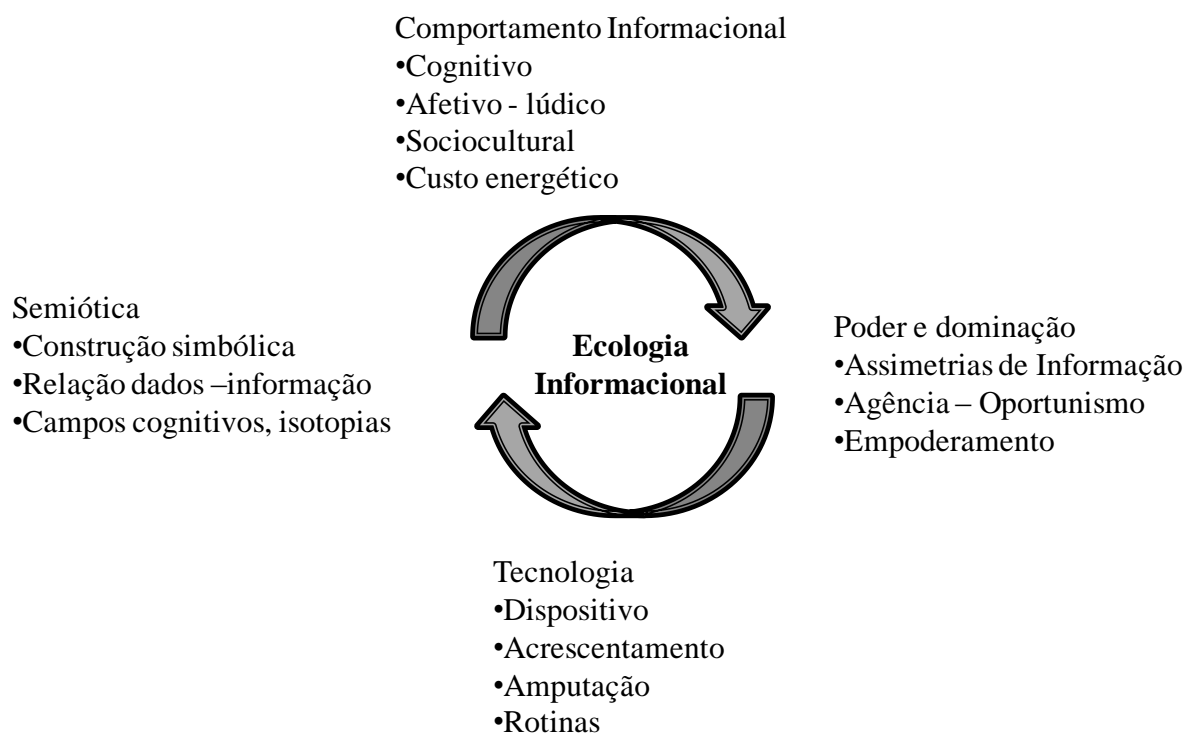 Comportamento Informacional
•Cognitivo
•Afetivo - lúdico
•Sociocultural
•Custo energético
Semiótica
•Construção simbólica
•Relação dados –informação
•Campos cognitivos, isotopias
Ecologia
Informacional
Poder e dominação
•Assimetrias de Informação
•Agência – Oportunismo
•Empoderamento
Tecnologia
•Dispositivo
•Acrescentamento
•Amputação
•Rotinas